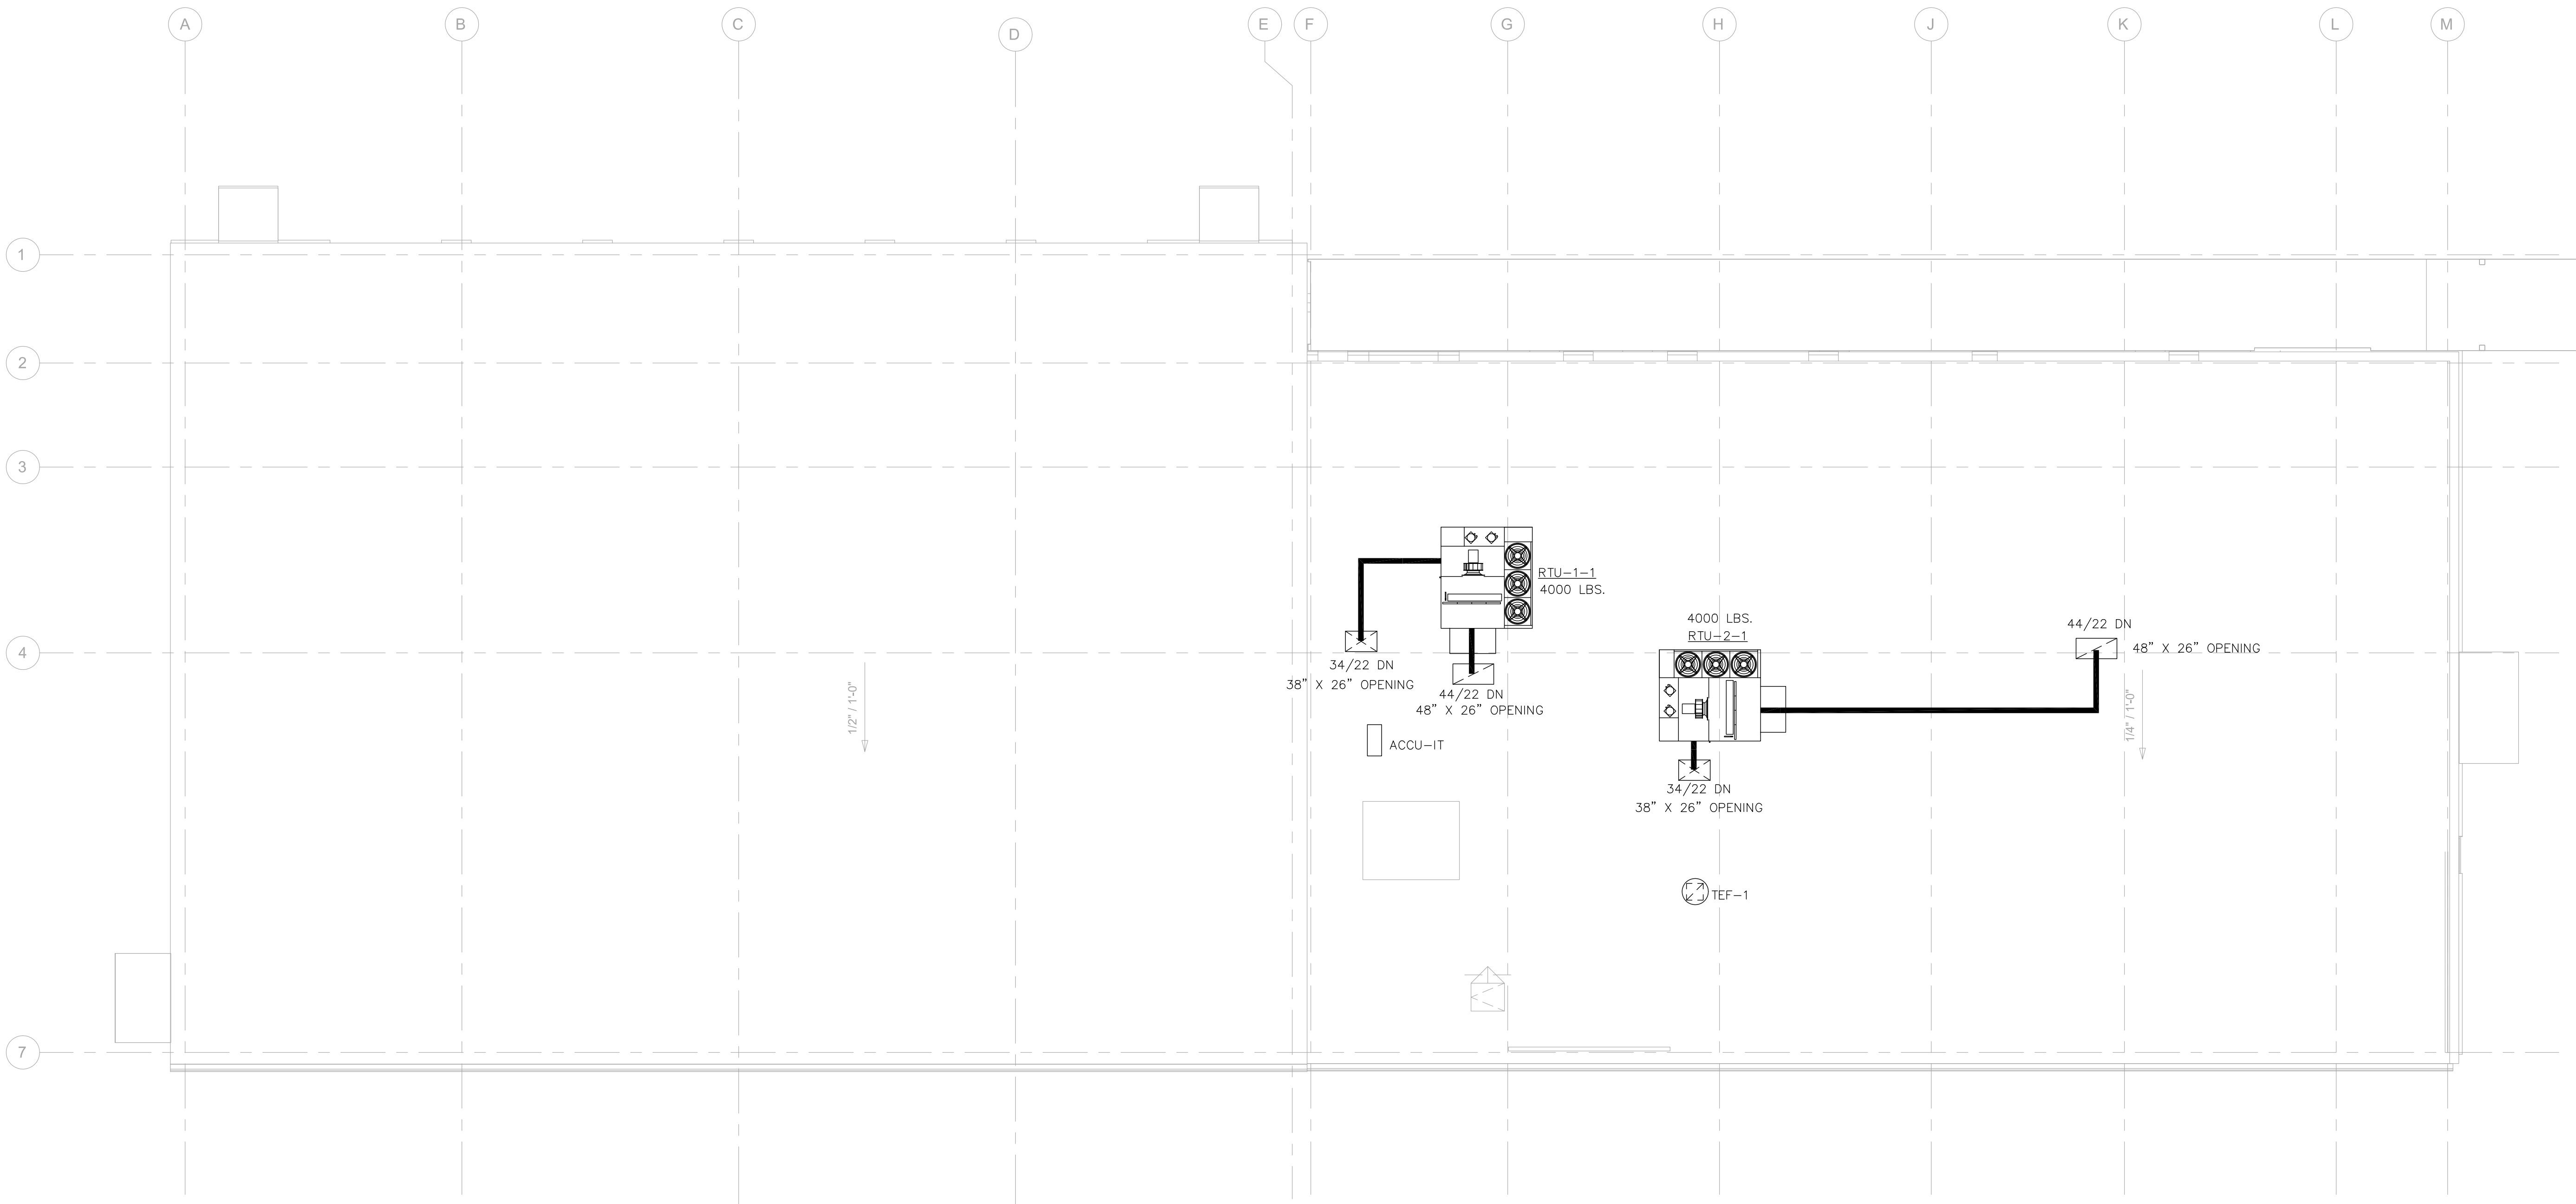 A
B
C
D
E
F
G
H
J
K
L
M
1
2
3
4
7
RTU-1-1
4000 LBS.
34/22 DN
38" X 26" OPENING
44/22 DN
48" X 26" OPENING
ACCU-IT
4000 LBS.
RTU-2-1
34/22 DN
38" X 26" OPENING
44/22 DN
48" X 26" OPENING
1/2" / 1'-0"
1/4" / 1'-0"
TEF-1